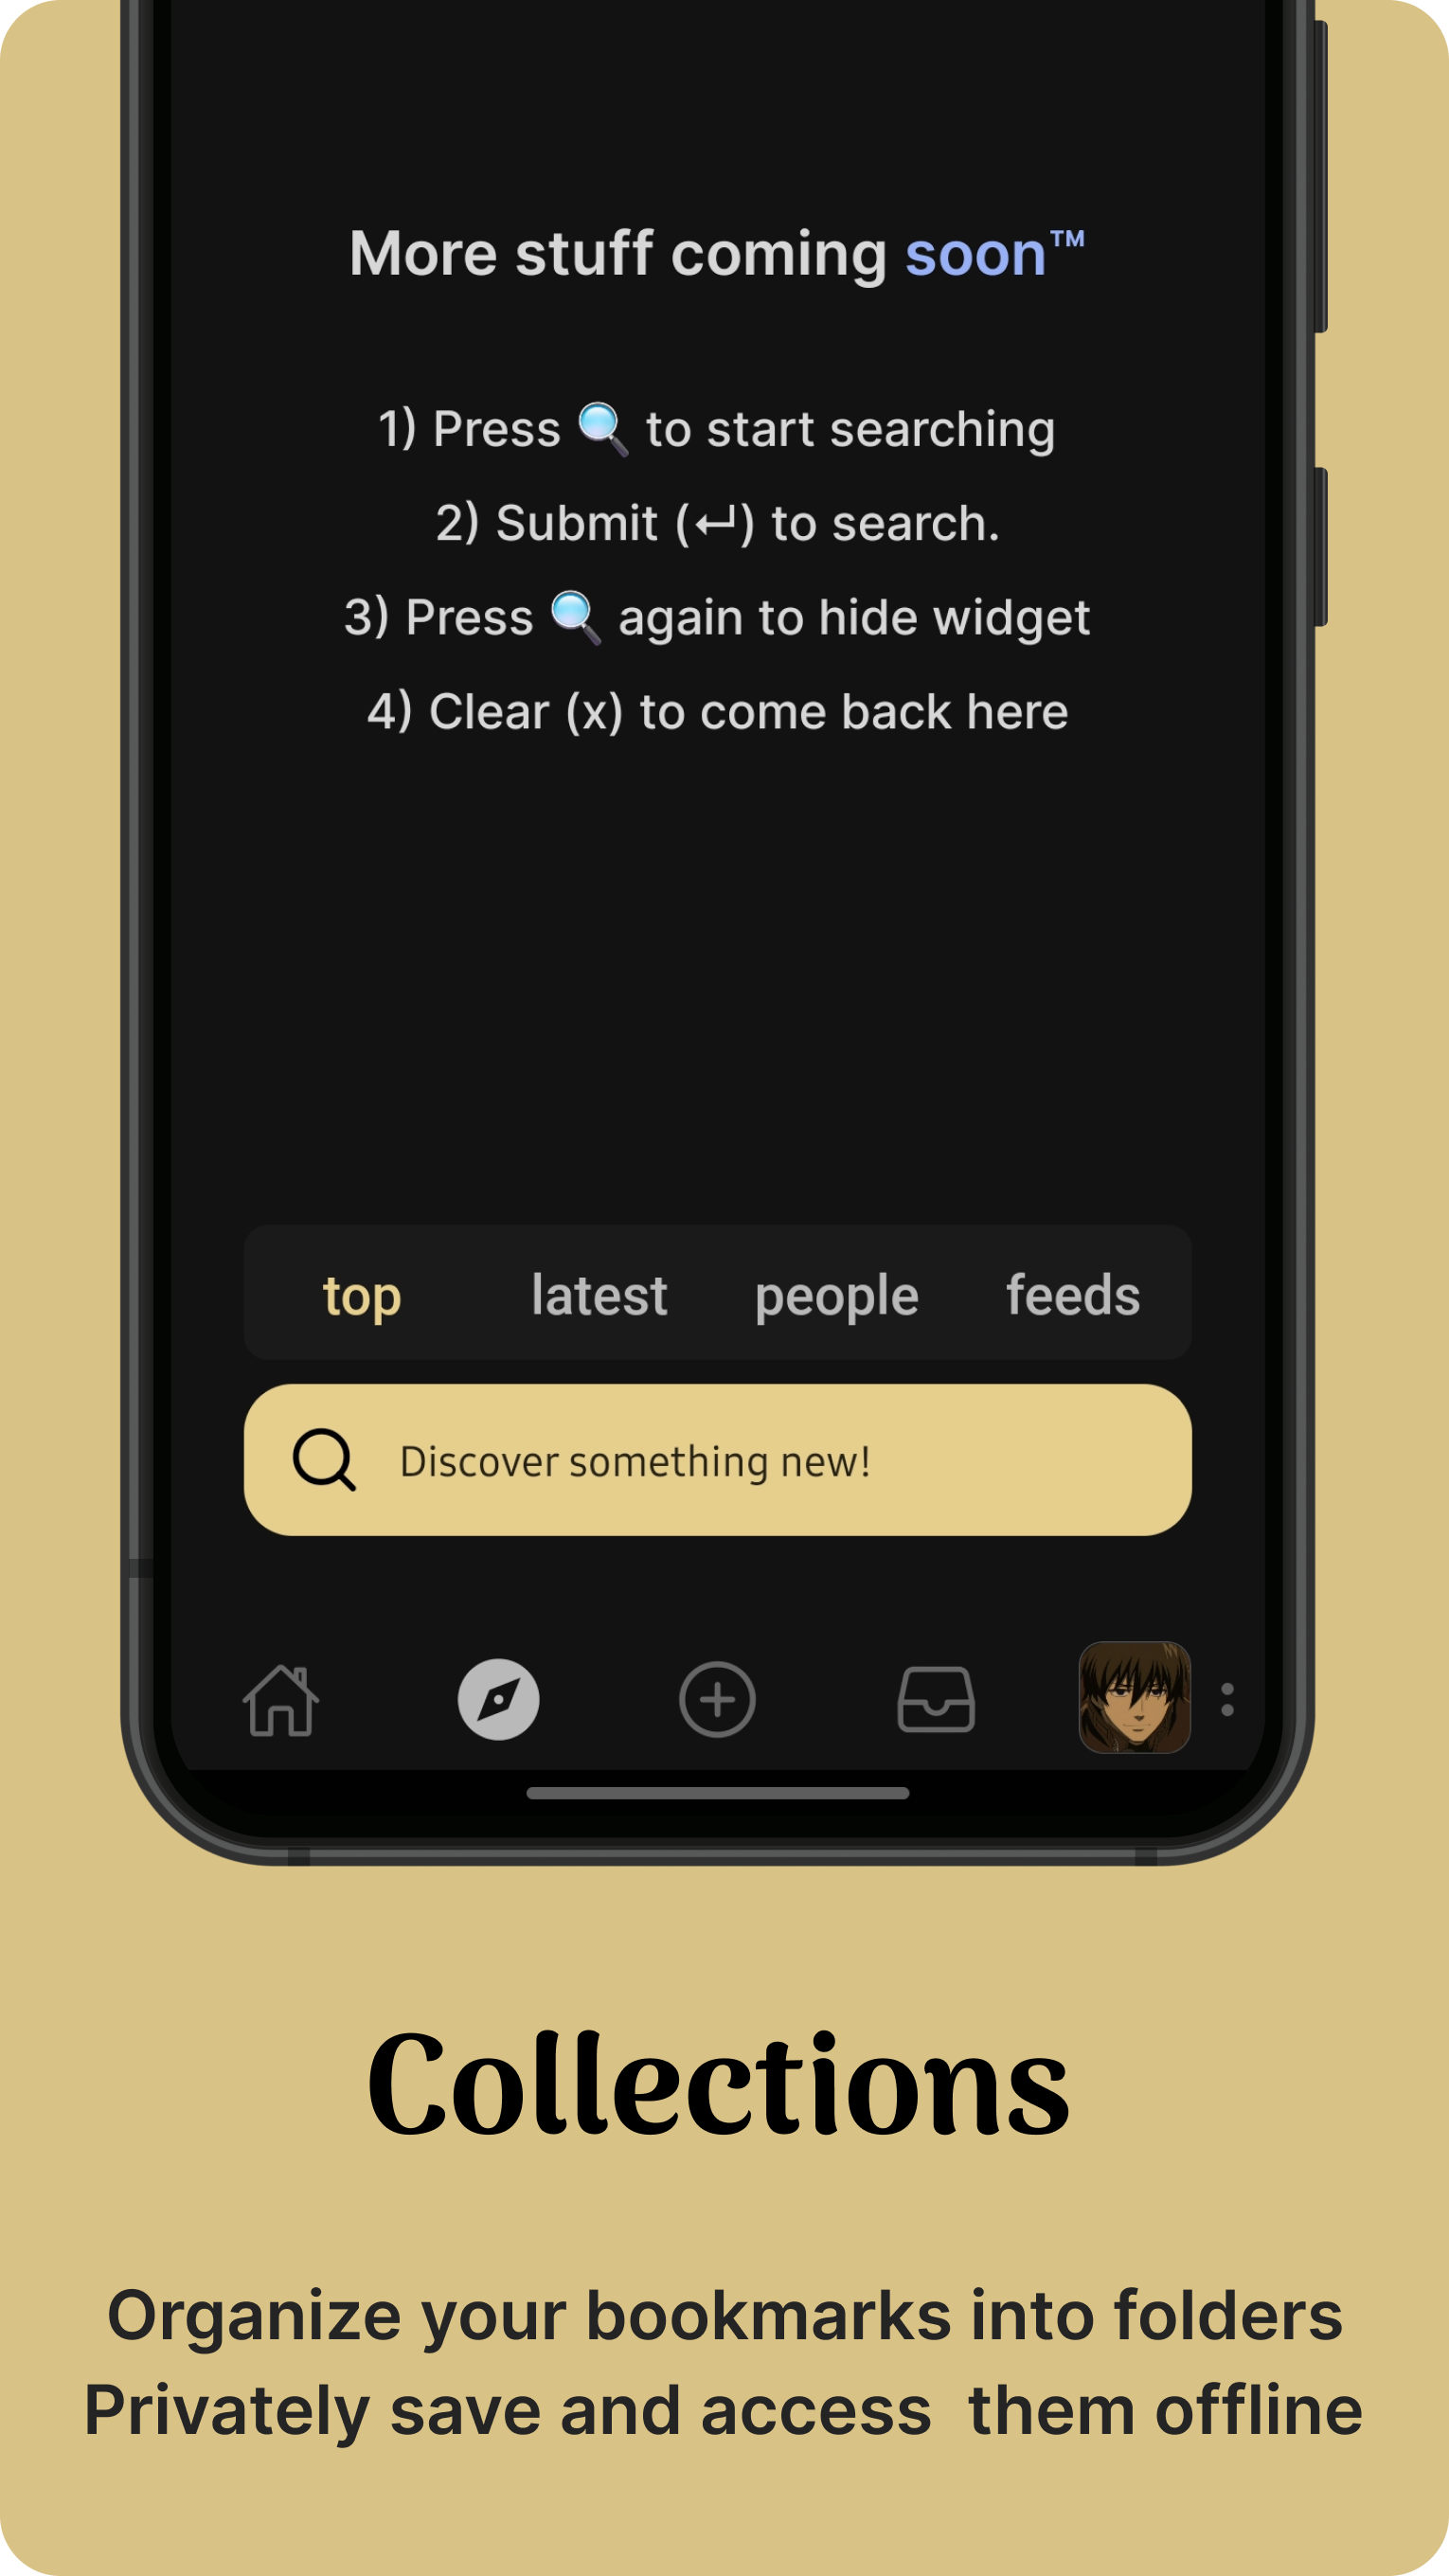 More stuff coming soon™
1) Press 🔍 to start searching
2) Submit (↵) to search.
3) Press 🔍 again to hide widget
4) Clear (x) to come back here
top latest people feeds
Discover something new!
Collections
Organize your bookmarks into folders
Privately save and access  them offline